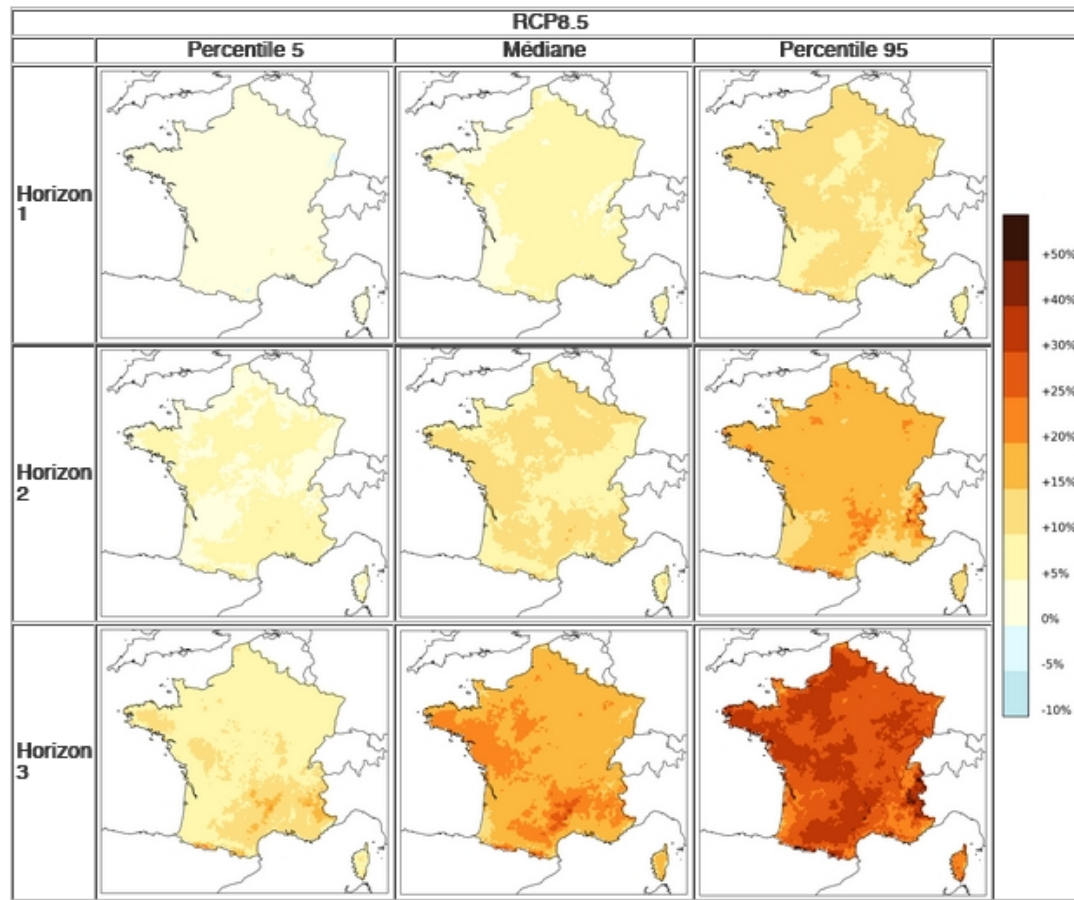 RCP8.5
Percentile 5
Médiane
Percentile 95
Horizon
1
Horizon
2
Horizon
3
+50%
+40%
+30%
+25%
+20%
+15%
+10%
+5%
0%
-5%
-10%